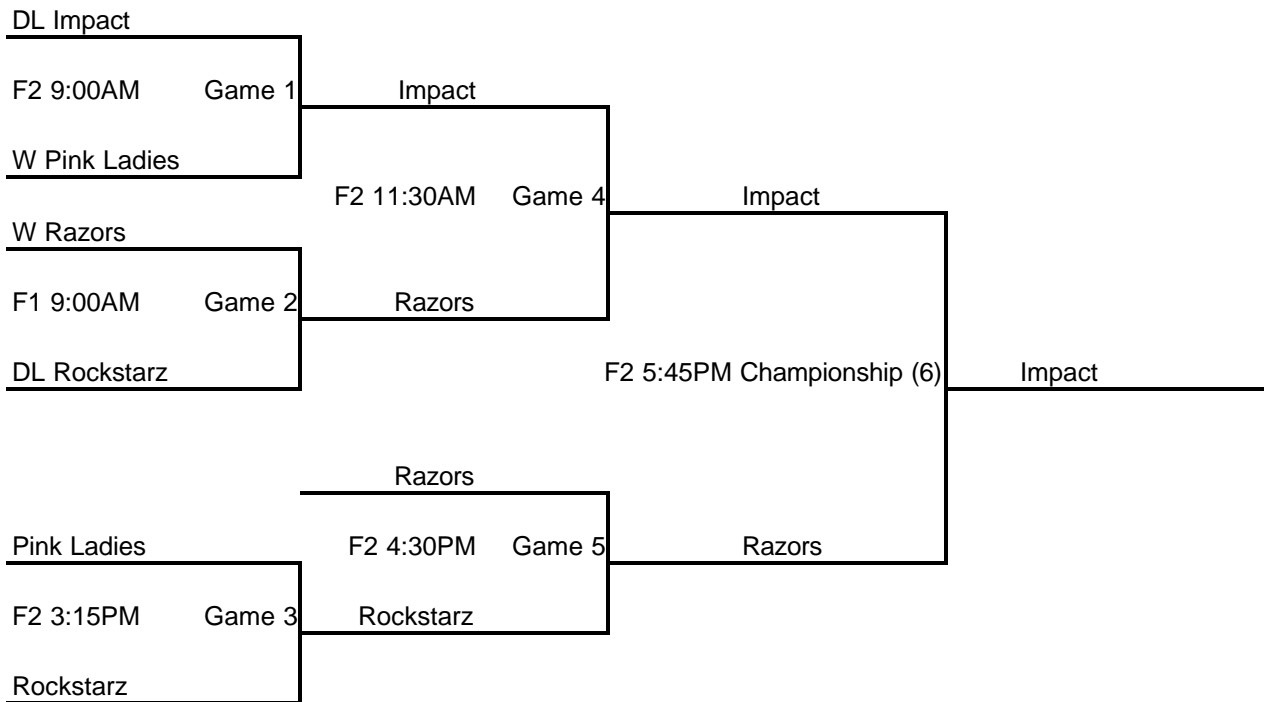 DL Impact
F2 9:00AM Game 1 Impact
W Pink Ladies
F2 11:30AM Game 4 Impact
W Razors
F1 9:00AM Game 2 Razors
DL Rockstarz F2 5:45PM Championship (6) Impact
Razors
Pink Ladies F2 4:30PM Game 5 Razors
F2 3:15PM Game 3 Rockstarz
Rockstarz